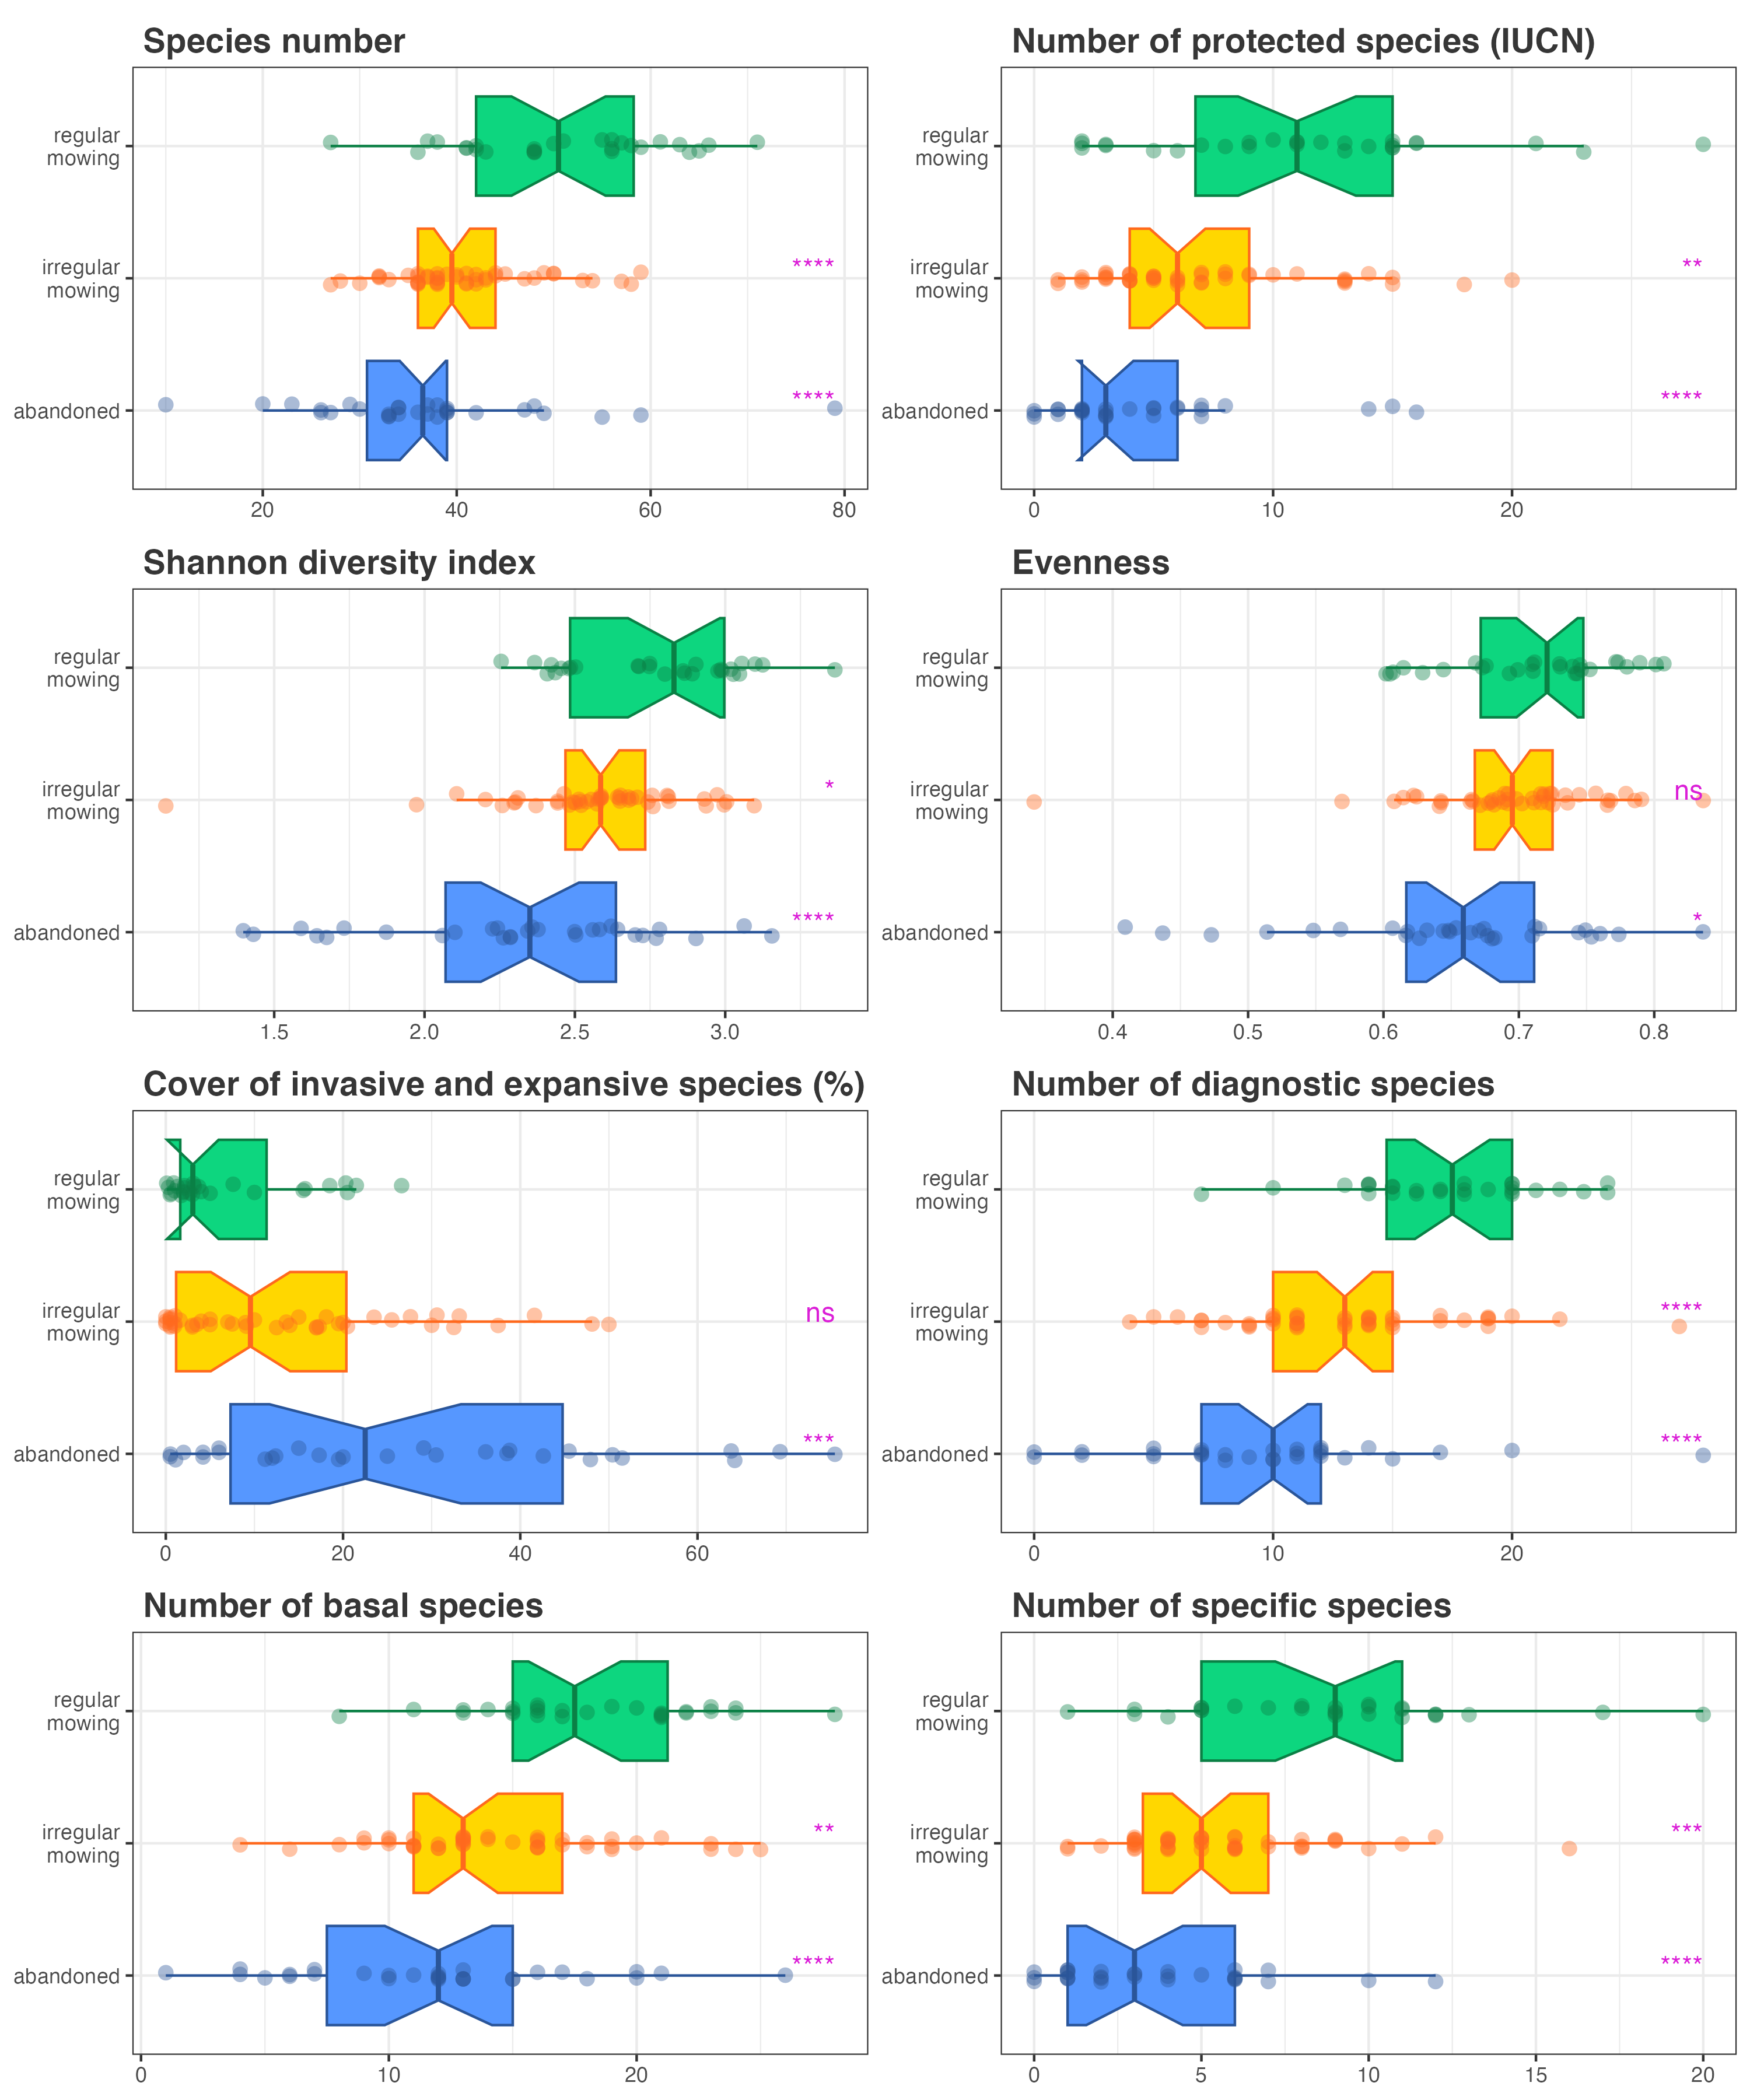 Species number
regular
mowing
irregular
mowing
****
abandoned
****
20 40 60 80
Number of protected species (IUCN)
regular
mowing
irregular
mowing
**
abandoned
****
0 10 20
Shannon diversity index
regular
mowing
irregular
mowing
*
abandoned
****
1.5 2.0 2.5 3.0
Evenness
regular
mowing
irregular
mowing
ns
abandoned
*
0.4 0.5 0.6 0.7 0.8
Cover of invasive and expansive species (%)
regular
mowing
irregular
mowing
ns
abandoned
***
0 20 40 60
Number of diagnostic species
regular
mowing
irregular
mowing
****
abandoned
****
0 10 20
Number of basal species
regular
mowing
irregular
mowing
**
abandoned
****
0 10 20
Number of specific species
regular
mowing
irregular
mowing
***
abandoned
****
0 5 10 15 20